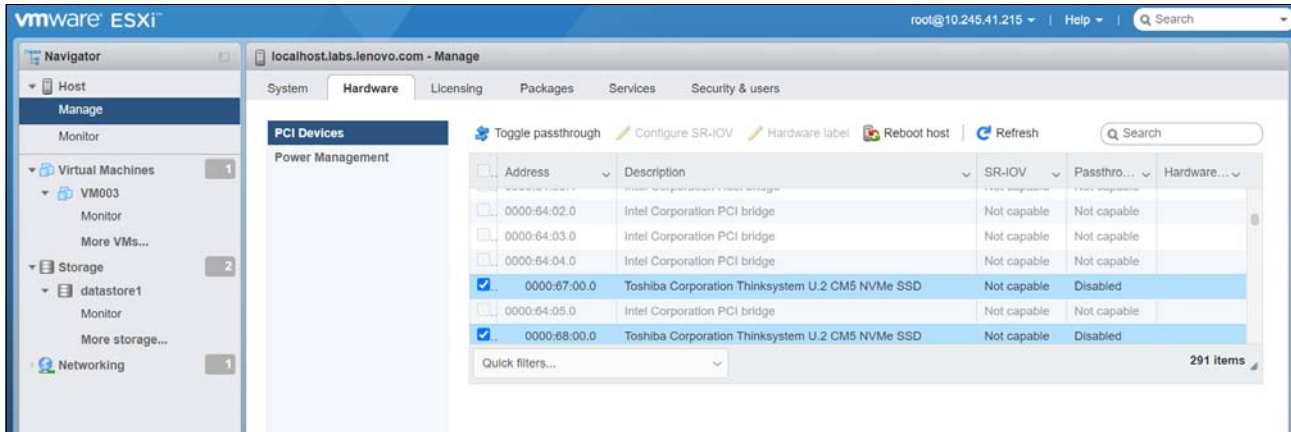 vmware ESXi™
root@10.245.41.215 | Help | Search
Navigator
Host
Manage
Monitor
Virtual Machines 1
VM003
Monitor
More VMs...
Storage 2
datastore1
Monitor
More storage...
Networking 1
localhost.labs.lenovo.com - Manage
System Hardware Licensing Packages Services Security & users
PCI Devices
Power Management
Toggle passthrough Configure SR-IOV Hardware label Reboot host | Refresh Search
Address Description SR-IOV Passthro... Hardware...
0000:64:02.0 Intel Corporation PCI bridge Not capable Not capable
0000:64:03.0 Intel Corporation PCI bridge Not capable Not capable
0000:64:04.0 Intel Corporation PCI bridge Not capable Not capable
0000:67:00.0 Toshiba Corporation Thinksystem U.2 CM5 NVMe SSD Not capable Disabled
0000:64:05.0 Intel Corporation PCI bridge Not capable Not capable
0000:68:00.0 Toshiba Corporation Thinksystem U.2 CM5 NVMe SSD Not capable Disabled
Quick filters... 291 items